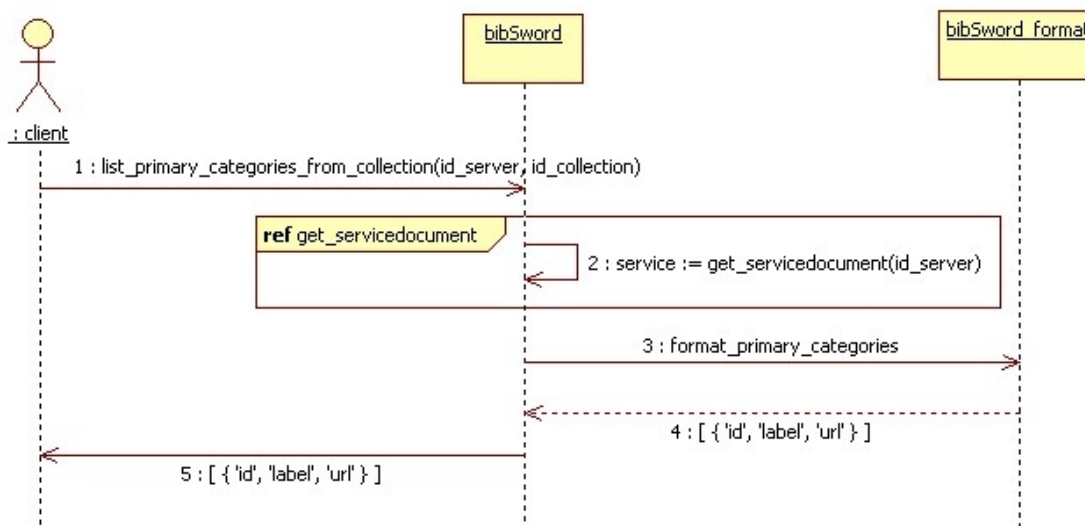 bibSword
bibSword_format
: client
1 : list_primary_categories_from_collection(id_server, id_collection)
ref get_servicedocument
2 : service := get_servicedocument(id_server)
3 : format_primary_categories
4 : [ { 'id', 'label', 'url' } ]
5 : [ { 'id', 'label', 'url' } ]